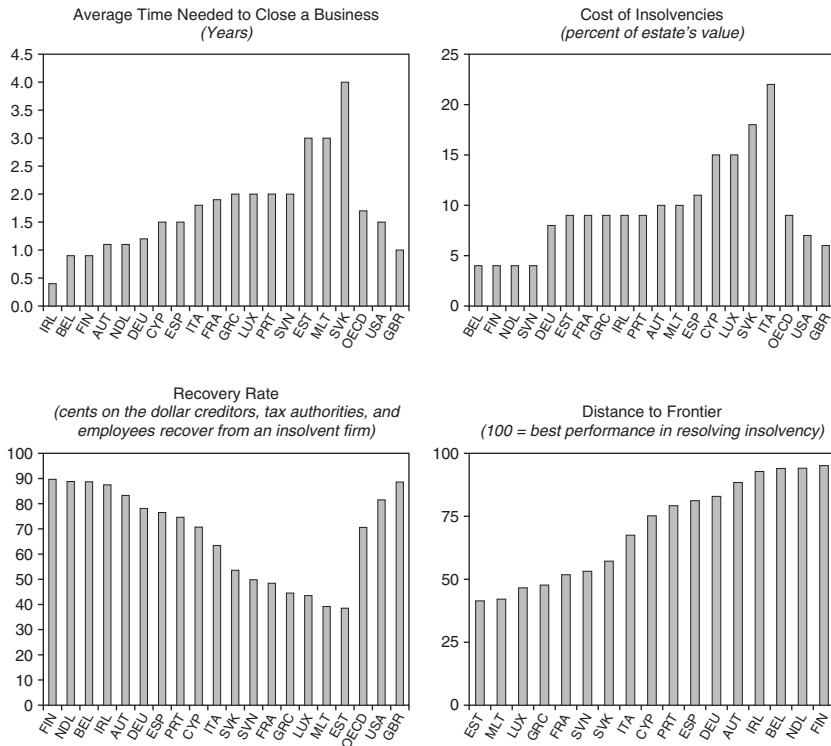 Average Time Needed to Close a Business
(Years)
4.5
4.0
3.5
3.0
2.5
2.0
1.5
1.0
0.5
0.0
IRL BEL FIN AUT NDL DEU CYP ESP ITA FRA GRC LUX PRT SVN EST MLT SVK OECD USA GBR
Cost of Insolvencies
(percent of estate's value)
25
20
15
10
5
0
BEL FIN NDL SVN DEU EST FRA GRC IRL PRT AUT MLT ESP CYP LUX SVK ITA OECD USA GBR
Recovery Rate
(cents on the dollar creditors, tax authorities, and
employees recover from an insolvent firm)
100
90
80
70
60
50
40
30
20
10
0
FIN NDL BEL IRL AUT DEU ESP PRT CYP ITA SVK SVN FRA GRC LUX MLT EST OECD USA GBR
Distance to Frontier
(100 = best performance in resolving insolvency)
100
75
50
25
0
EST MLT LUX GRC FRA SVN SVK ITA CYP PRT ESP DEU AUT IRL BEL NDL FIN